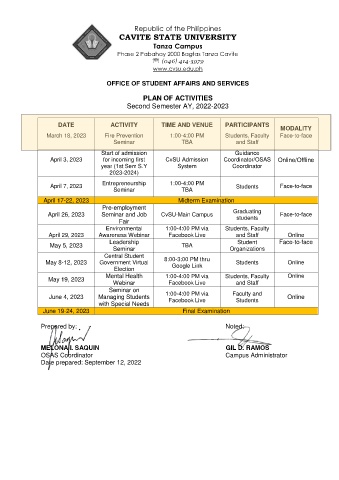 Republic of the Philippines
CAVITE STATE UNIVERSITY
Tanza Campus
Phase 2 Pabahay 2000 Bagtas Tanza Cavite
☏ (046) 414-3979
www.cvsu.edu.ph
OFFICE OF STUDENT AFFAIRS AND SERVICES
PLAN OF ACTIVITIES
Second Semester AY, 2022-2023
DATE ACTIVITY TIME AND VENUE PARTICIPANTS MODALITY
March 18, 2023 Fire Prevention Seminar 1:00-4:00 PM TBA Students, Faculty and Staff Face-to-face
April 3, 2023 Start of admission for incoming first year (1st Sem S.Y 2023-2024) CvSU Admission System Guidance Coordinator/OSAS Coordinator Online/Offline
April 7, 2023 Entrepreneurship Seminar 1:00-4:00 PM TBA Students Face-to-face
April 17-22, 2023 Midterm Examination
April 26, 2023 Pre-employment Seminar and Job Fair CvSU-Main Campus Graduating students Face-to-face
April 29, 2023 Environmental Awareness Webinar 1:00-4:00 PM via Facebook Live Students, Faculty and Staff Online
May 5, 2023 Leadership Seminar TBA Student Organizations Face-to-face
May 8-12, 2023 Central Student Government Virtual Election 8:00-3:00 PM thru Google Link Students Online
May 19, 2023 Mental Health Webinar 1:00-4:00 PM via Facebook Live Students, Faculty and Staff Online
June 4, 2023 Seminar on Managing Students with Special Needs 1:00-4:00 PM via Facebook Live Faculty and Students Online
June 19-24, 2023 Final Examination
Prepared by: Noted:
MELONA I. SAQUIN GIL D. RAMOS
OSAS Coordinator Campus Administrator
Date prepared: September 12, 2022